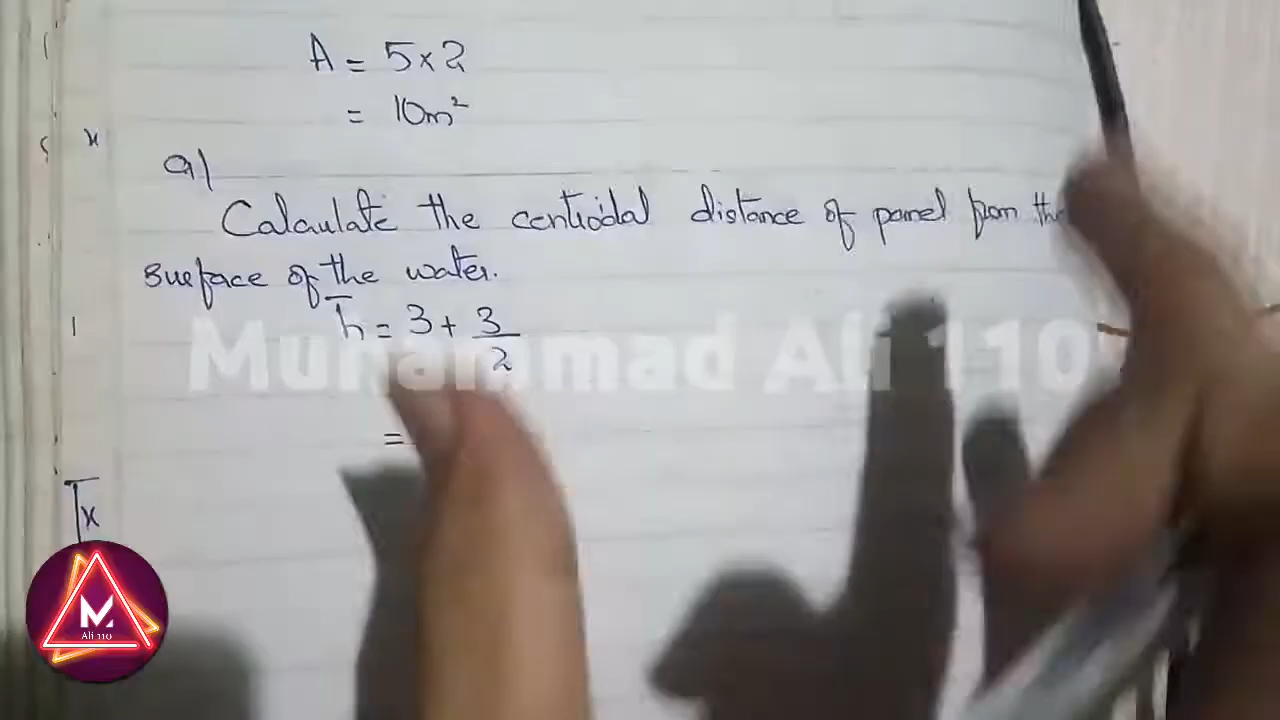 A = 5 × 2
= 10m²
a)
Calculate the centroidal distance of panel from the
surface of the water.
h̅ = 3 + 3/2
=
x
x
Muhammad Ali 110
M
Ali 110